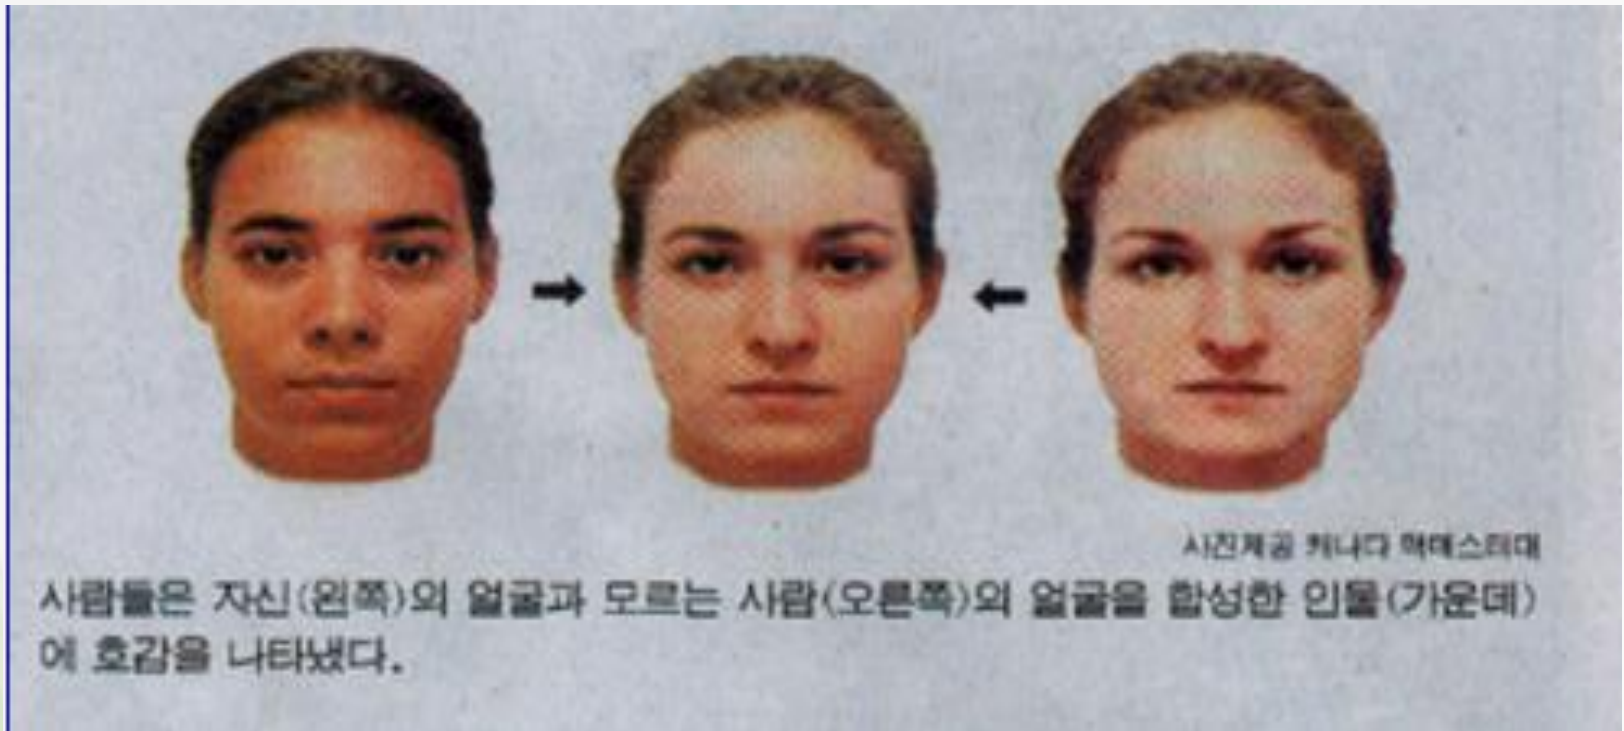 사진제공 캐나다 맥매스터대
사람들은 자신(왼쪽)의 얼굴과 모르는 사람(오른쪽)의 얼굴을 합성한 인물(가운데)
에 호감을 나타냈다.